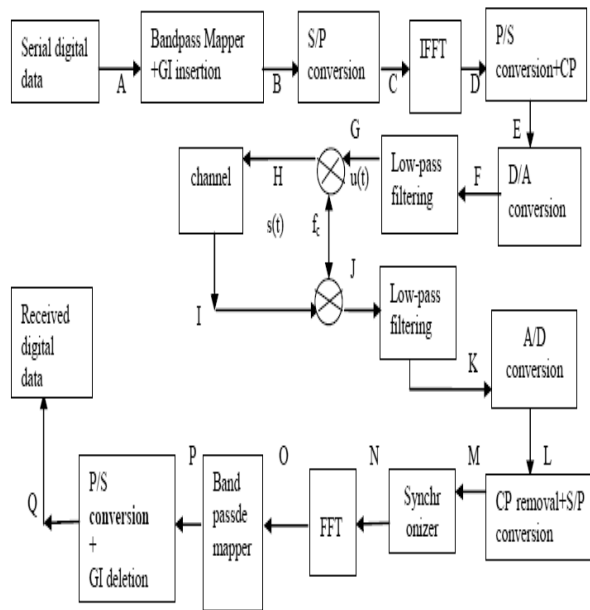 Serial digital
data
A
Bandpass Mapper
+GI insertion
B
S/P
conversion
C
IFFT
D
P/S
conversion+CP
E
D/A
conversion
F
Low-pass
filtering
G
u(t)
H
s(t)
fc
channel
I
J
Low-pass
filtering
K
A/D
conversion
L
CP removal+S/P
conversion
M
Synchr
onizer
N
FFT
O
Band
passde
mapper
P
P/S
conversion
+
GI deletion
Q
Received
digital
data